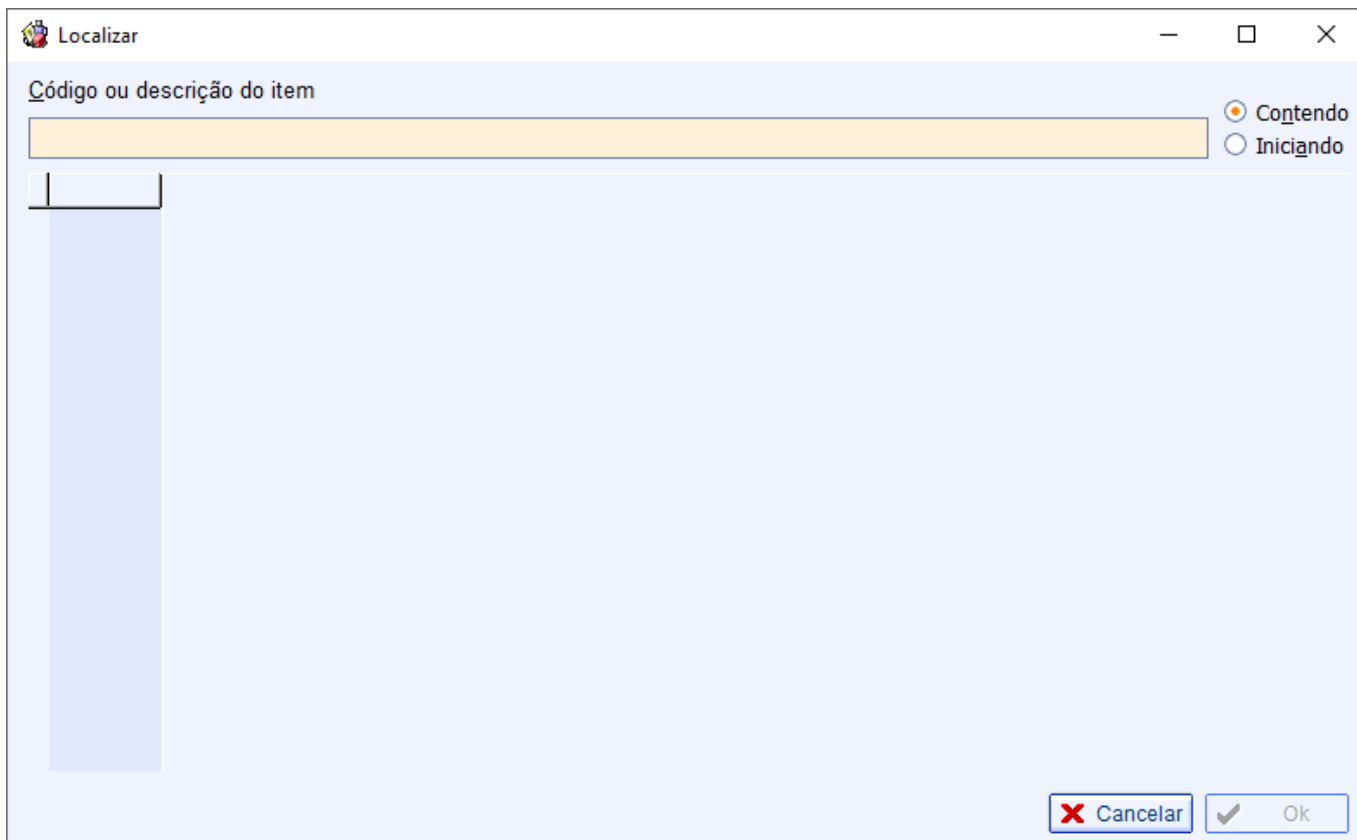 Localizar
Código ou descrição do item
Contendo
Iniciando
Cancelar
Ok